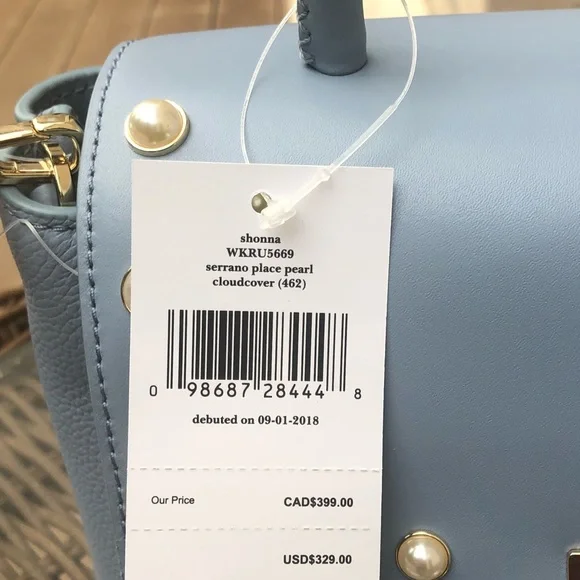 shonna
WKRU5669
serrano place pearl
cloudcover (462)
0 98687 28444 8
debuted on 09-01-2018
Our Price CAD$399.00
USD$329.00